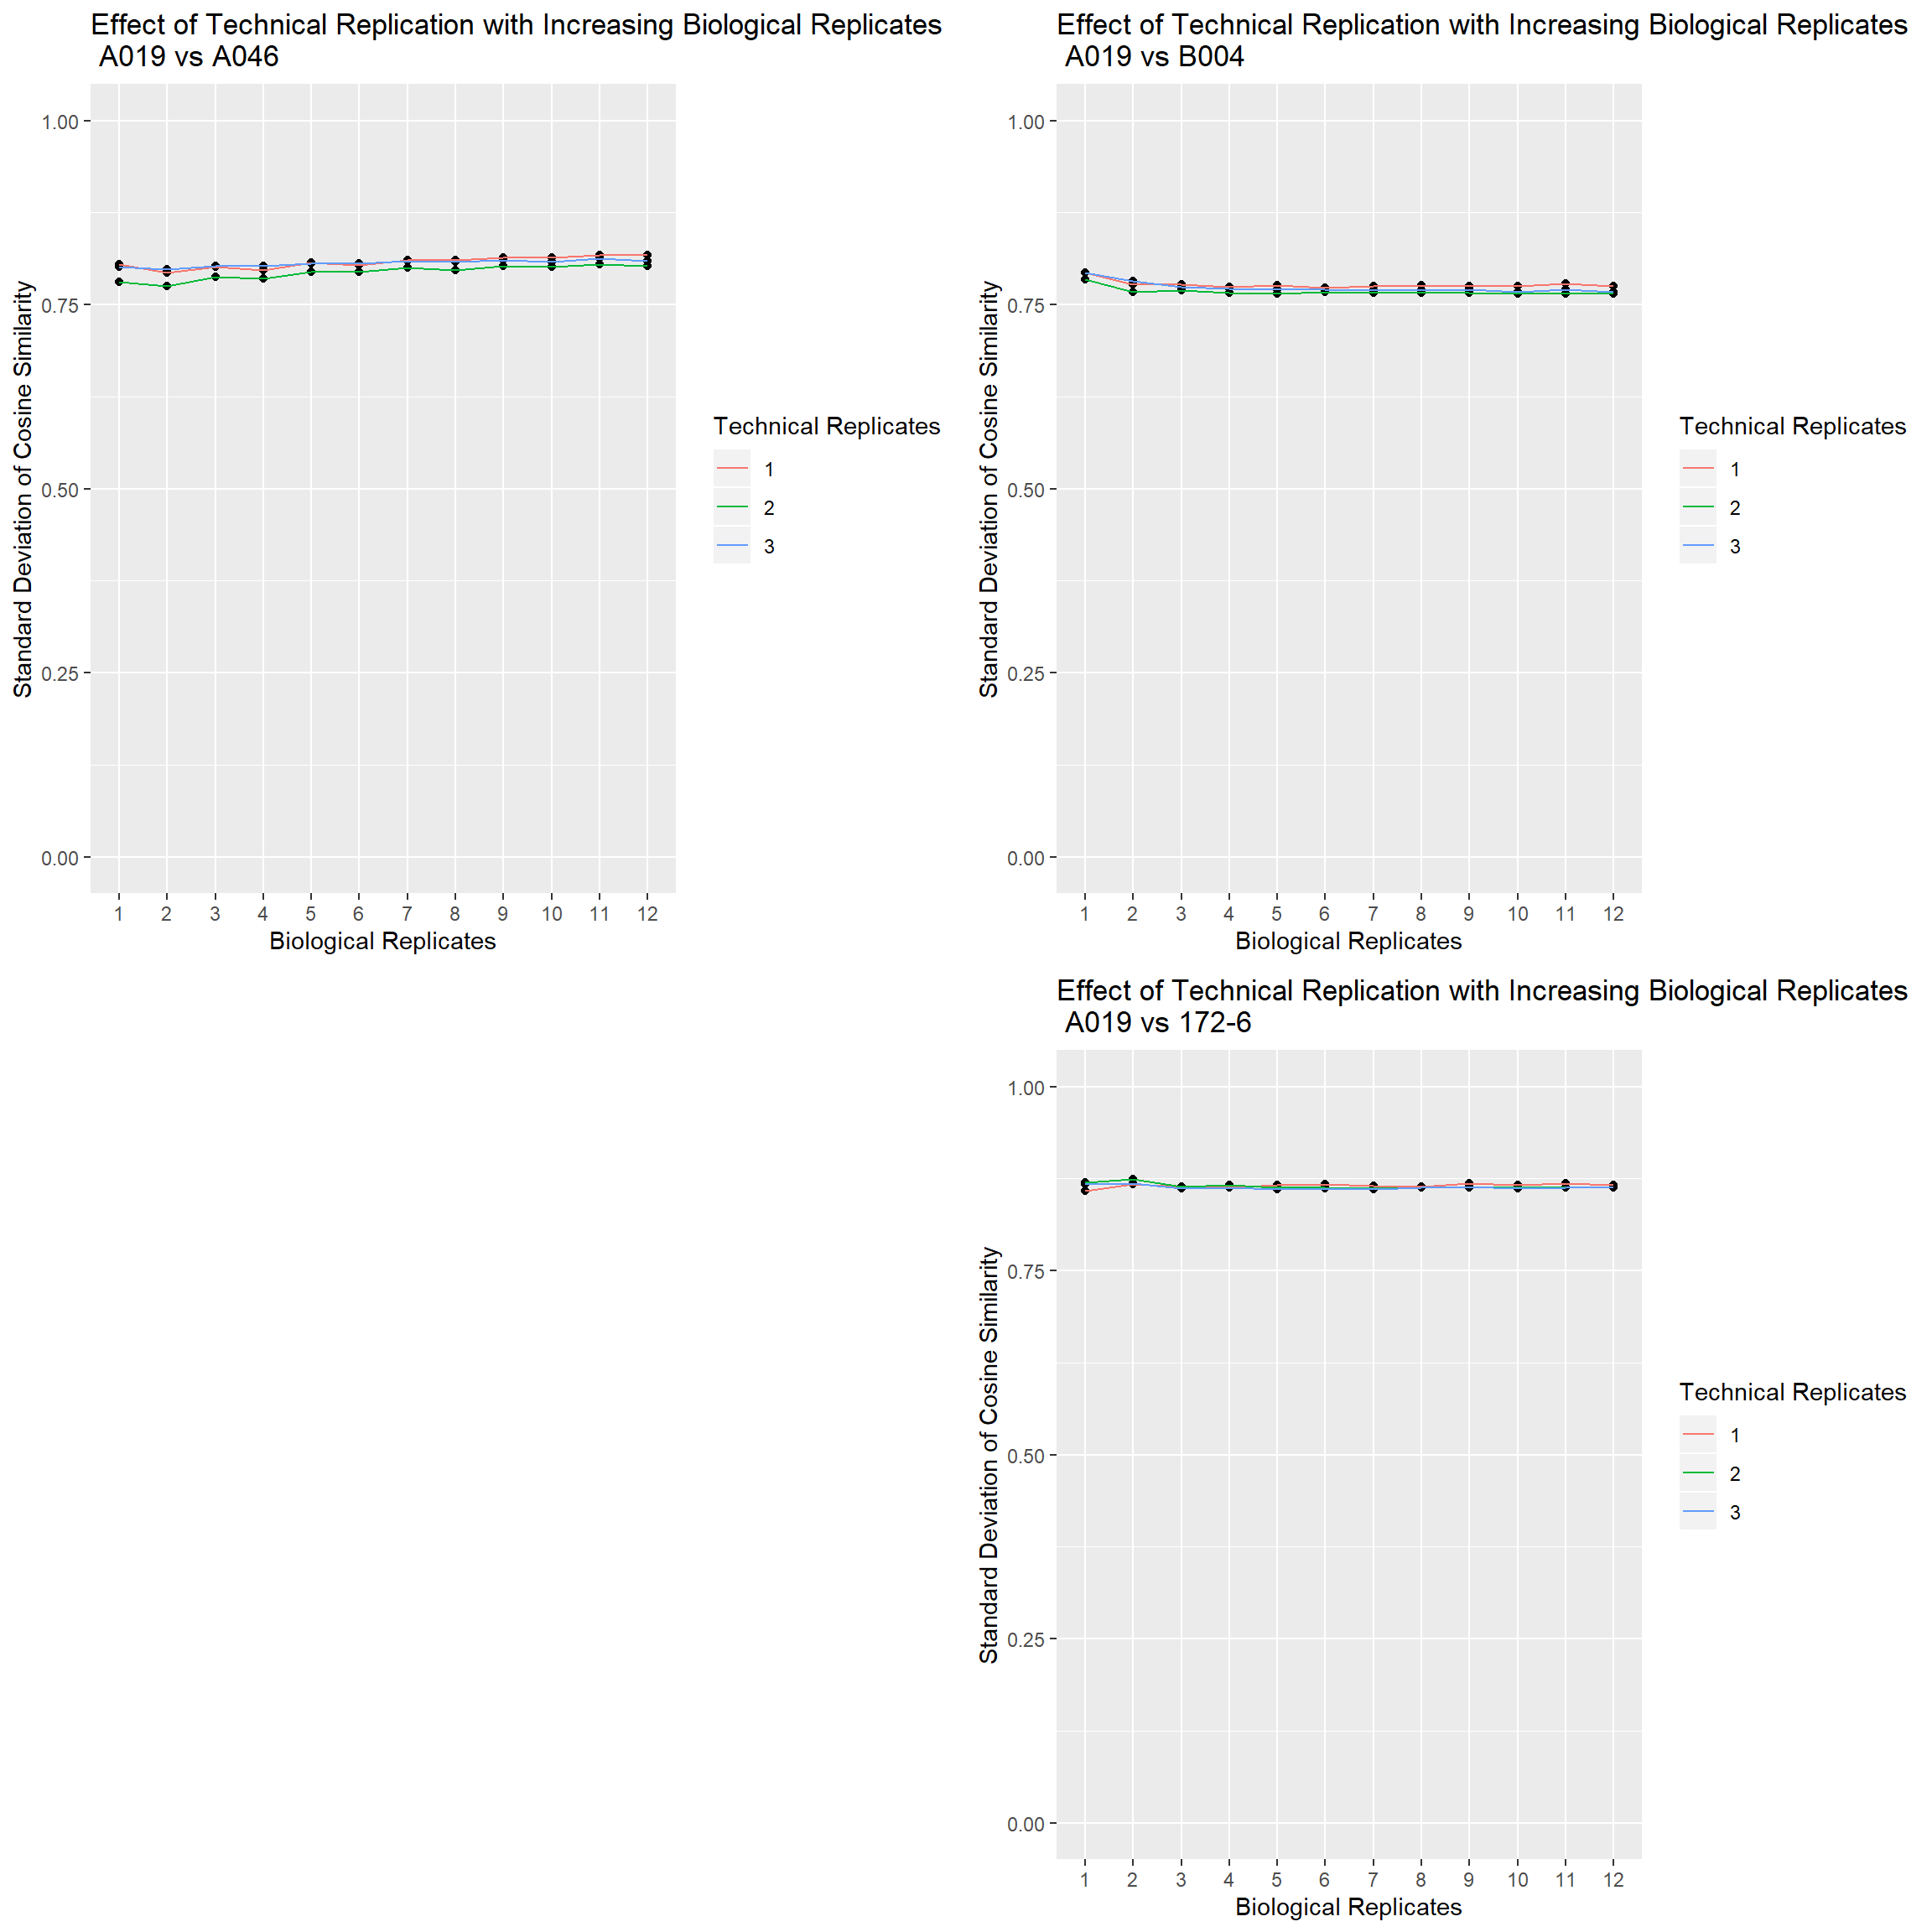 Effect of Technical Replication with Increasing Biological Replicates
A019 vs A046
Standard Deviation of Cosine Similarity
1.00
0.75
0.50
0.25
0.00
1 2 3 4 5 6 7 8 9 10 11 12
Biological Replicates
Technical Replicates
1
2
3
Effect of Technical Replication with Increasing Biological Replicates
A019 vs B004
Standard Deviation of Cosine Similarity
1.00
0.75
0.50
0.25
0.00
1 2 3 4 5 6 7 8 9 10 11 12
Biological Replicates
Technical Replicates
1
2
3
Effect of Technical Replication with Increasing Biological Replicates
A019 vs 172-6
Standard Deviation of Cosine Similarity
1.00
0.75
0.50
0.25
0.00
1 2 3 4 5 6 7 8 9 10 11 12
Biological Replicates
Technical Replicates
1
2
3